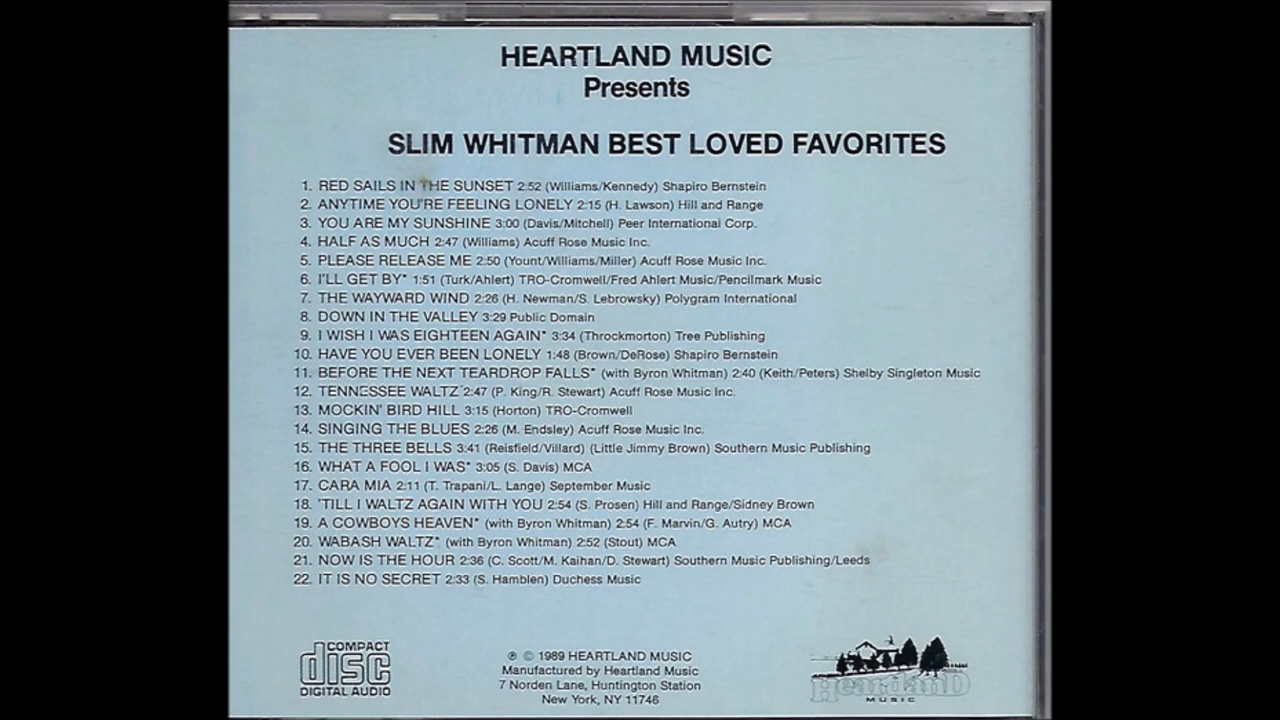 HEARTLAND MUSIC
Presents
SLIM WHITMAN BEST LOVED FAVORITES
1. RED SAILS IN THE SUNSET 2:52 (Williams/Kennedy) Shapiro Bernstein
2. ANYTIME YOU'RE FEELING LONELY 2:15 (H. Lawson) Hill and Range
3. YOU ARE MY SUNSHINE 3:00 (Davis/Mitchell) Peer International Corp.
4. HALF AS MUCH 2:47 (Williams) Acuff Rose Music Inc.
5. PLEASE RELEASE ME 2:50 (Yount/Williams/Miller) Acuff Rose Music Inc.
6. I'LL GET BY* 1:51 (Turk/Ahlert) TRO-Cromwell/Fred Ahlert Music/Pencilmark Music
7. THE WAYWARD WIND 2:26 (H. Newman/S. Lebrowsky) Polygram International
8. DOWN IN THE VALLEY 3:29 Public Domain
9. I WISH I WAS EIGHTEEN AGAIN* 3:34 (Throckmorton) Tree Publishing
10. HAVE YOU EVER BEEN LONELY 1:48 (Brown/DeRose) Shapiro Bernstein
11. BEFORE THE NEXT TEARDROP FALLS* (with Byron Whitman) 2:40 (Keith/Peters) Shelby Singleton Music
12. TENNESSEE WALTZ 2:47 (P. King/R. Stewart) Acuff Rose Music Inc.
13. MOCKIN' BIRD HILL 3:15 (Horton) TRO-Cromwell
14. SINGING THE BLUES 2:26 (M. Endsley) Acuff Rose Music Inc.
15. THE THREE BELLS 3:41 (Reisfield/Villard) (Little Jimmy Brown) Southern Music Publishing
16. WHAT A FOOL I WAS* 3:05 (S. Davis) MCA
17. CARA MIA 2:11 (T. Trapani/L. Lange) September Music
18. 'TILL I WALTZ AGAIN WITH YOU 2:54 (S. Prosen) Hill and Range/Sidney Brown
19. A COWBOYS HEAVEN* (with Byron Whitman) 2:54 (F. Marvin/G. Autry) MCA
20. WABASH WALTZ* (with Byron Whitman) 2:52 (Stout) MCA
21. NOW IS THE HOUR 2:36 (C. Scott/M. Kaihan/D. Stewart) Southern Music Publishing/Leeds
22. IT IS NO SECRET 2:33 (S. Hamblen) Duchess Music
COMPACT
disc
DIGITAL AUDIO
℗ © 1989 HEARTLAND MUSIC
Manufactured by Heartland Music
7 Norden Lane, Huntington Station
New York, NY 11746
HeartlanD
MUSIC